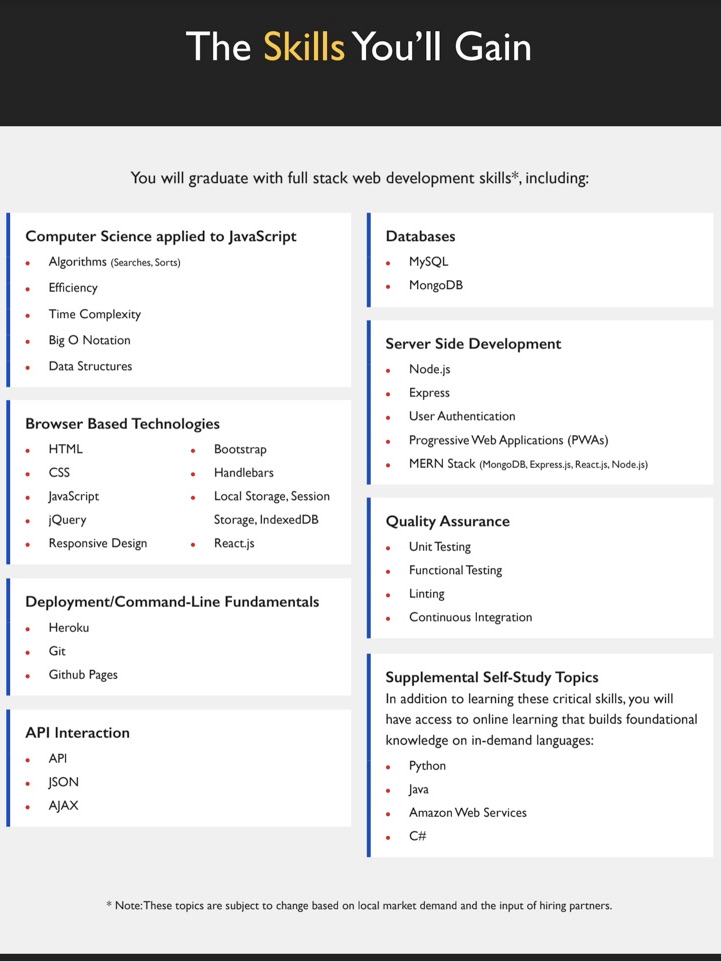 The Skills You'll Gain
You will graduate with full stack web development skills*, including:
Computer Science applied to JavaScript
Algorithms (Searches, Sorts)
Efficiency
Time Complexity
Big O Notation
Data Structures
Browser Based Technologies
HTML
CSS
JavaScript
jQuery
Responsive Design
Bootstrap
Handlebars
Local Storage, Session
Storage, IndexedDB
React.js
Deployment/Command-Line Fundamentals
Heroku
Git
Github Pages
API Interaction
API
JSON
AJAX
Databases
MySQL
MongoDB
Server Side Development
Node.js
Express
User Authentication
Progressive Web Applications (PWAs)
MERN Stack (MongoDB, Express.js, React.js, Node.js)
Quality Assurance
Unit Testing
Functional Testing
Linting
Continuous Integration
Supplemental Self-Study Topics
In addition to learning these critical skills, you will
have access to online learning that builds foundational
knowledge on in-demand languages:
Python
Java
Amazon Web Services
C#
* Note: These topics are subject to change based on local market demand and the input of hiring partners.